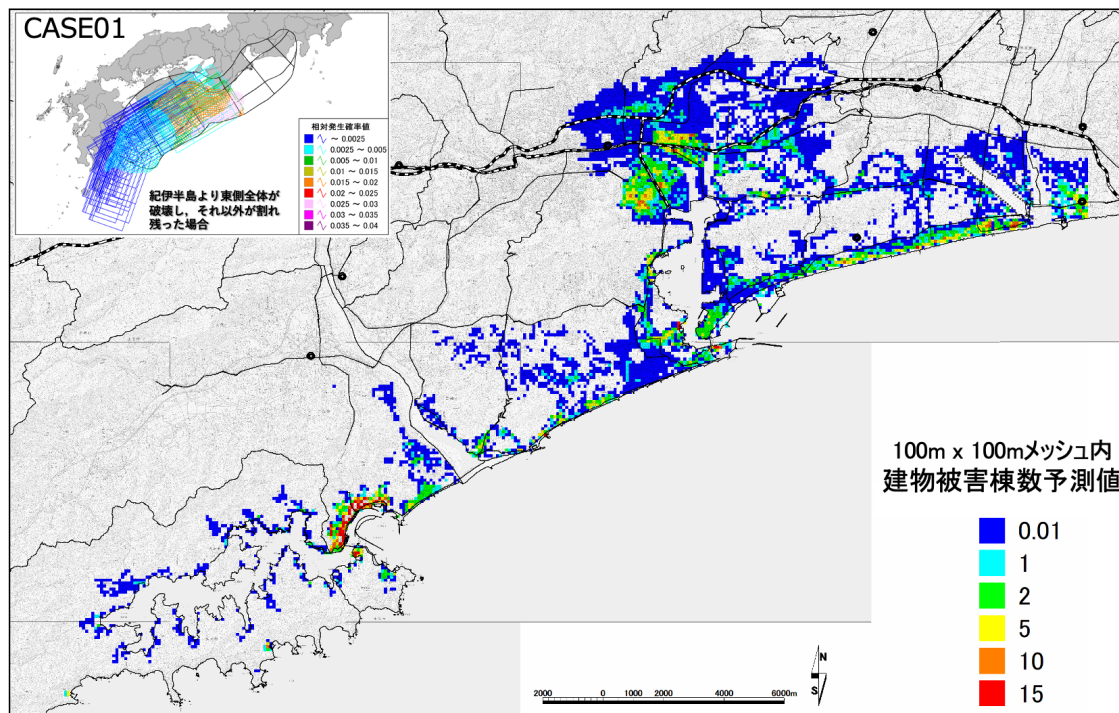 CASE01
相対発生確率値
～ 0.0025
0.0025 ～ 0.005
0.005 ～ 0.01
0.01 ～ 0.015
0.015 ～ 0.02
0.02 ～ 0.025
0.025 ～ 0.03
0.03 ～ 0.035
0.035 ～ 0.04
紀伊半島より東側全体が
破壊し，それ以外が割れ
残った場合
100m x 100mメッシュ内
建物被害棟数予測値
0.01
1
2
5
10
15
N
S
2000 0 1000 2000 4000 6000m